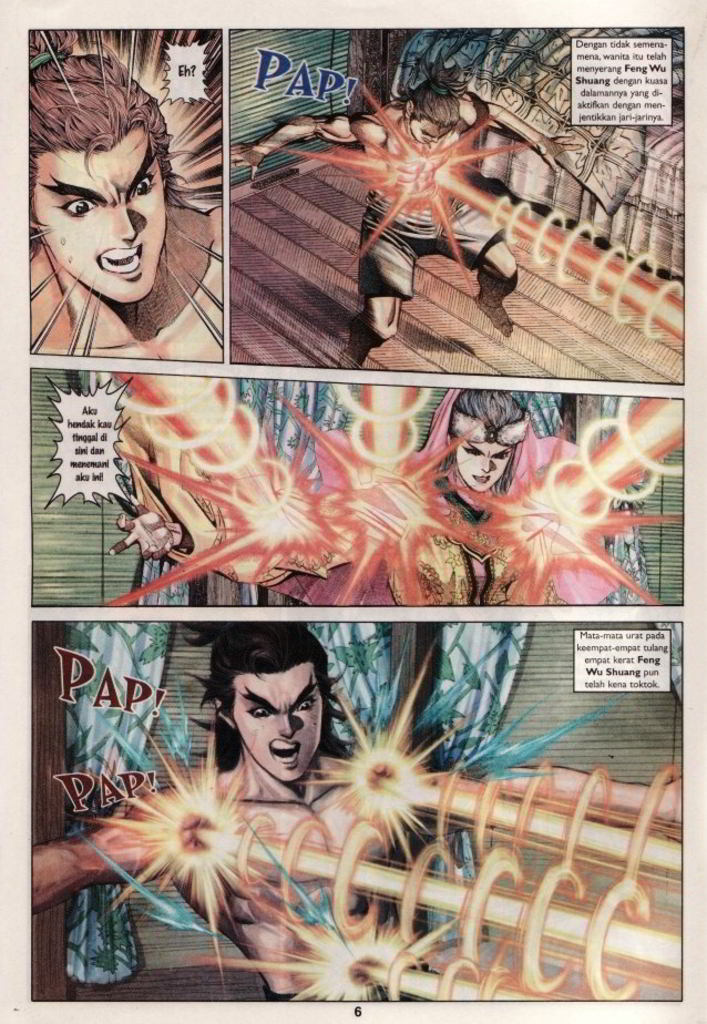 Eh?
PAP!
Dengan tidak semena-
mena, wanita itu telah
menyerang Feng Wu
Shuang dengan kuasa
dalamannya yang di-
aktifkan dengan men-
jentikkan jari-jarinya.
Aku
hendak kau
tinggal di
sini dan
menemani
aku ini!
PAP!
PAP!
Mata-mata urat pada
keempat-empat tulang
empat kerat Feng
Wu Shuang pun
telah kena toktok.
6